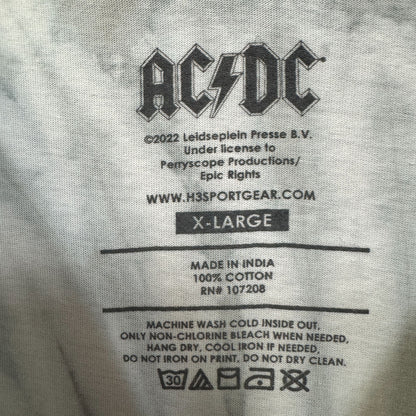 AC⚡DC
©2022 Leidseplein Presse B.V.
Under license to
Perryscope Productions/
Epic Rights
WWW.H3SPORTGEAR.COM
X-LARGE
MADE IN INDIA
100% COTTON
RN# 107208
MACHINE WASH COLD INSIDE OUT,
ONLY NON-CHLORINE BLEACH WHEN NEEDED,
HANG DRY, COOL IRON IF NEEDED,
DO NOT IRON ON PRINT. DO NOT DRY CLEAN.
30